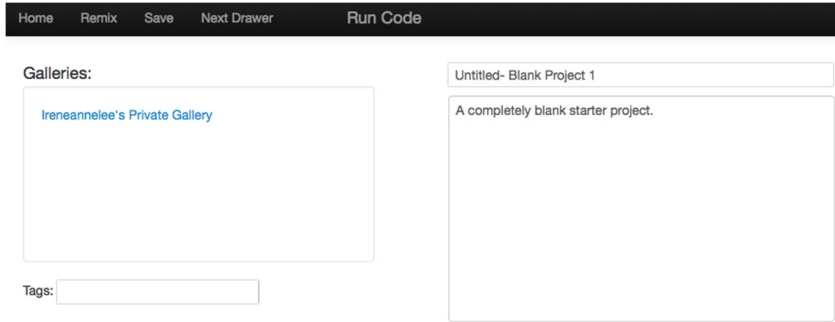 Home Remix Save Next Drawer Run Code
Galleries:
Ireneannelee's Private Gallery
Tags:
Untitled- Blank Project 1
A completely blank starter project.